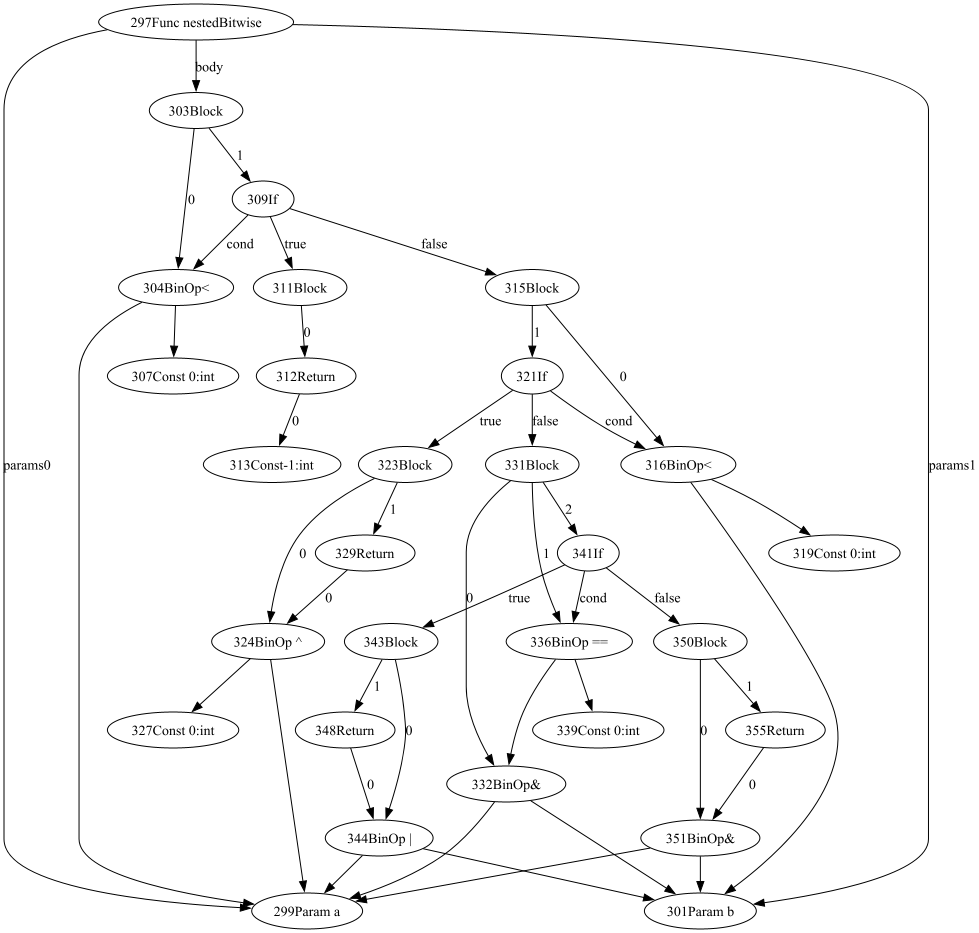 297Func nestedBitwise
body
303Block
1
0
309If
cond
true
false
304BinOp<
311Block
315Block
0
1
0
307Const 0:int
312Return
321If
0
true
false
cond
params0
313Const-1:int
323Block
331Block
316BinOp<
params1
1
2
0
329Return
1
341If
319Const 0:int
0
0
true
cond
false
324BinOp ^
343Block
336BinOp ==
350Block
1
1
327Const 0:int
348Return
0
339Const 0:int
0
355Return
0
332BinOp&
0
344BinOp |
351BinOp&
299Param a
301Param b